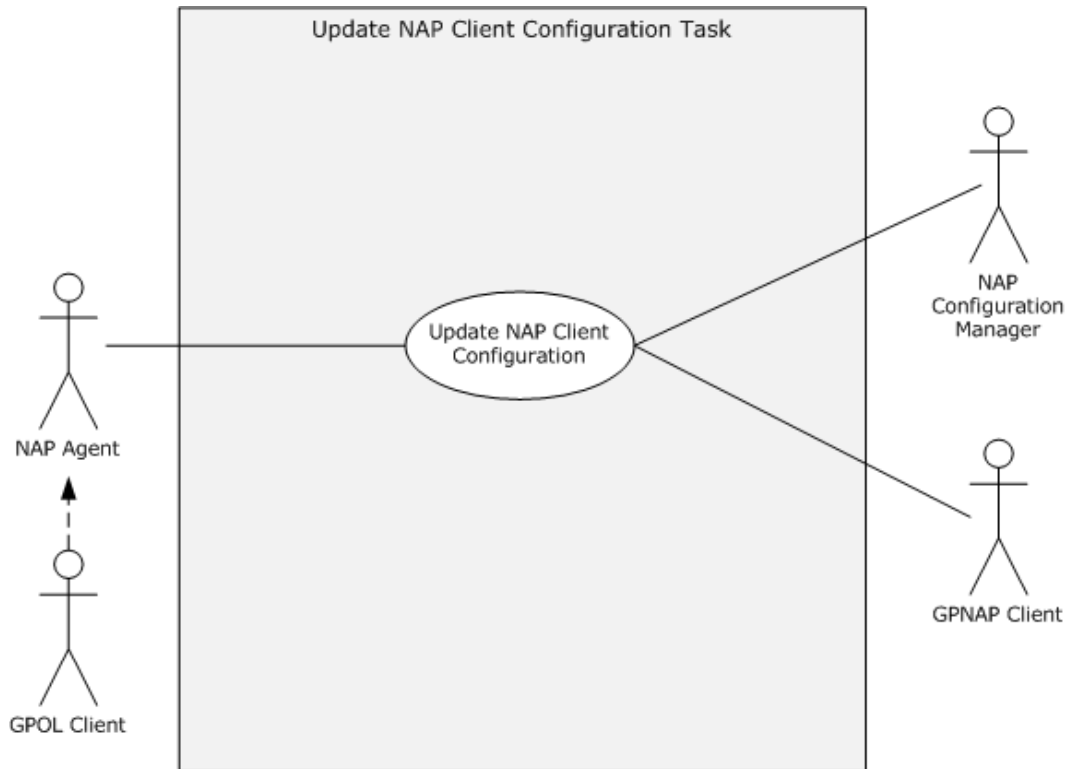 Update NAP Client Configuration Task
NAP
Configuration
Manager
Update NAP Client
Configuration
NAP Agent
GPNAP Client
GPOL Client